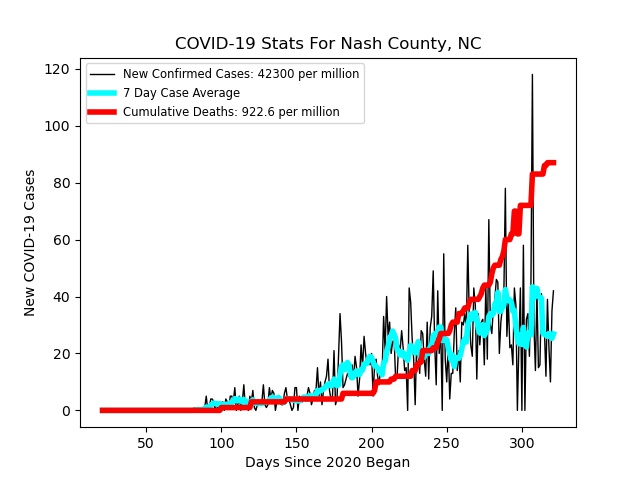 COVID-19 Stats For Nash County, NC
New Confirmed Cases: 42300 per million
7 Day Case Average
Cumulative Deaths: 922.6 per million
New COVID-19 Cases
120
100
80
60
40
20
0
50
100
150
200
250
300
Days Since 2020 Began